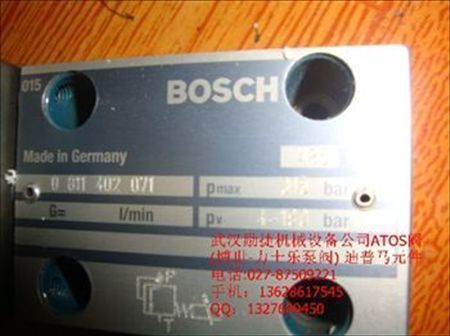 015 BOSCH
Made in Germany
0 811 402 071 pmax bar
G= l/min pv bar
武汉励捷机械设备公司ATOS阀
(博世-力士乐泵阀) 迪普马元件
电话:027-87509221
手机: 13628617545
QQ: 1327600450